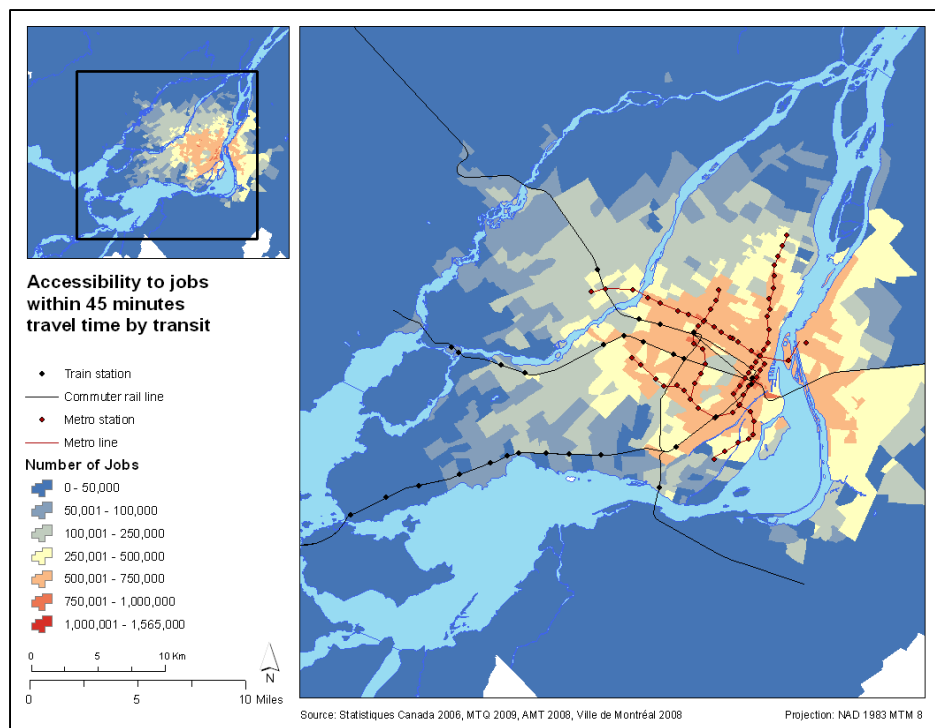 Accessibility to jobs
within 45 minutes
travel time by transit
Train station
Commuter rail line
Metro station
Metro line
Number of Jobs
0 - 50,000
50,001 - 100,000
100,001 - 250,000
250,001 - 500,000
500,001 - 750,000
750,001 - 1,000,000
1,000,001 - 1,565,000
0 5 10 Km
N
0 5 10 Miles
Source: Statistiques Canada 2006, MTQ 2009, AMT 2008, Ville de Montréal 2008
Projection: NAD 1983 MTM 8